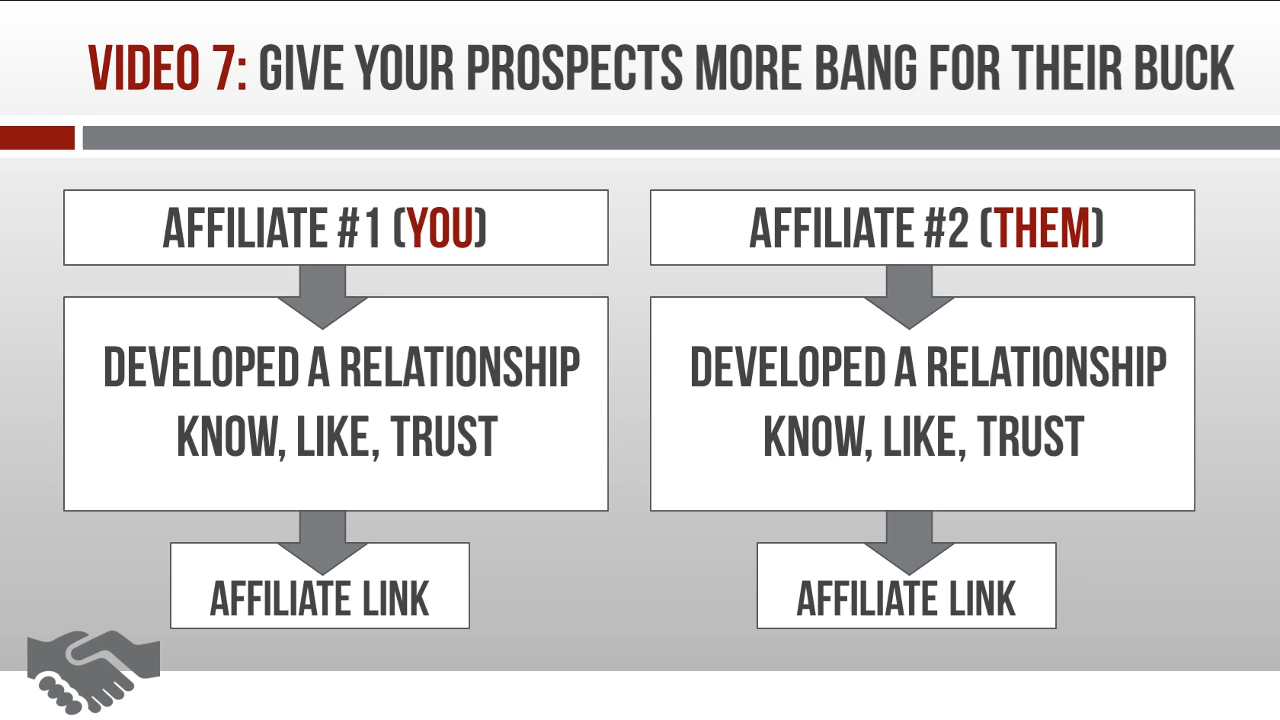 VIDEO 7: GIVE YOUR PROSPECTS MORE BANG FOR THEIR BUCK
AFFILIATE #1 (YOU)
DEVELOPED A RELATIONSHIP
KNOW, LIKE, TRUST
AFFILIATE LINK
AFFILIATE #2 (THEM)
DEVELOPED A RELATIONSHIP
KNOW, LIKE, TRUST
AFFILIATE LINK